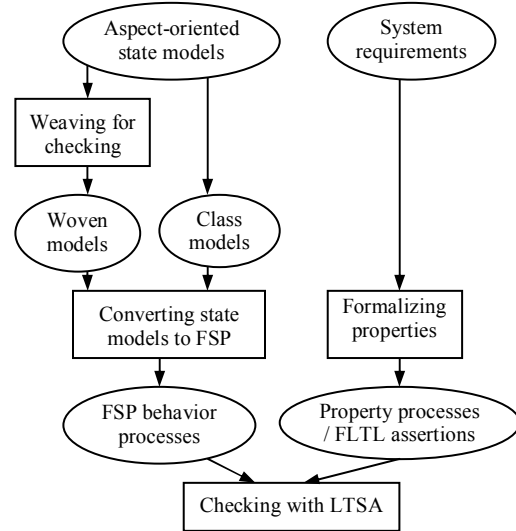 Aspect-oriented
state models
System
requirements
Weaving for
checking
Woven
models
Class
models
Converting state
models to FSP
Formalizing
properties
FSP behavior
processes
Property processes
/ FLTL assertions
Checking with LTSA